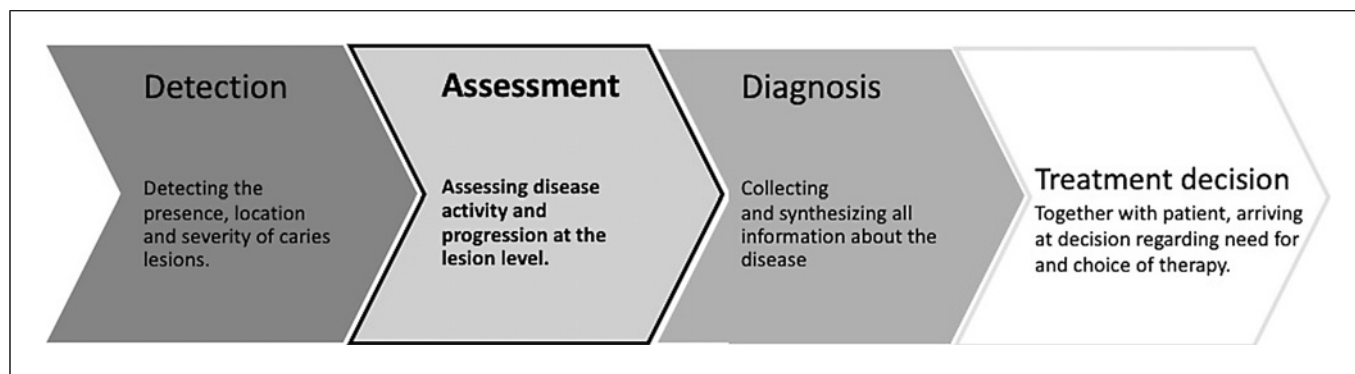 Detection
Detecting the
presence, location
and severity of caries
lesions.
Assessment
Assessing disease
activity and
progression at the
lesion level.
Diagnosis
Collecting
and synthesizing all
information about the
disease
Treatment decision
Together with patient, arriving
at decision regarding need for
and choice of therapy.